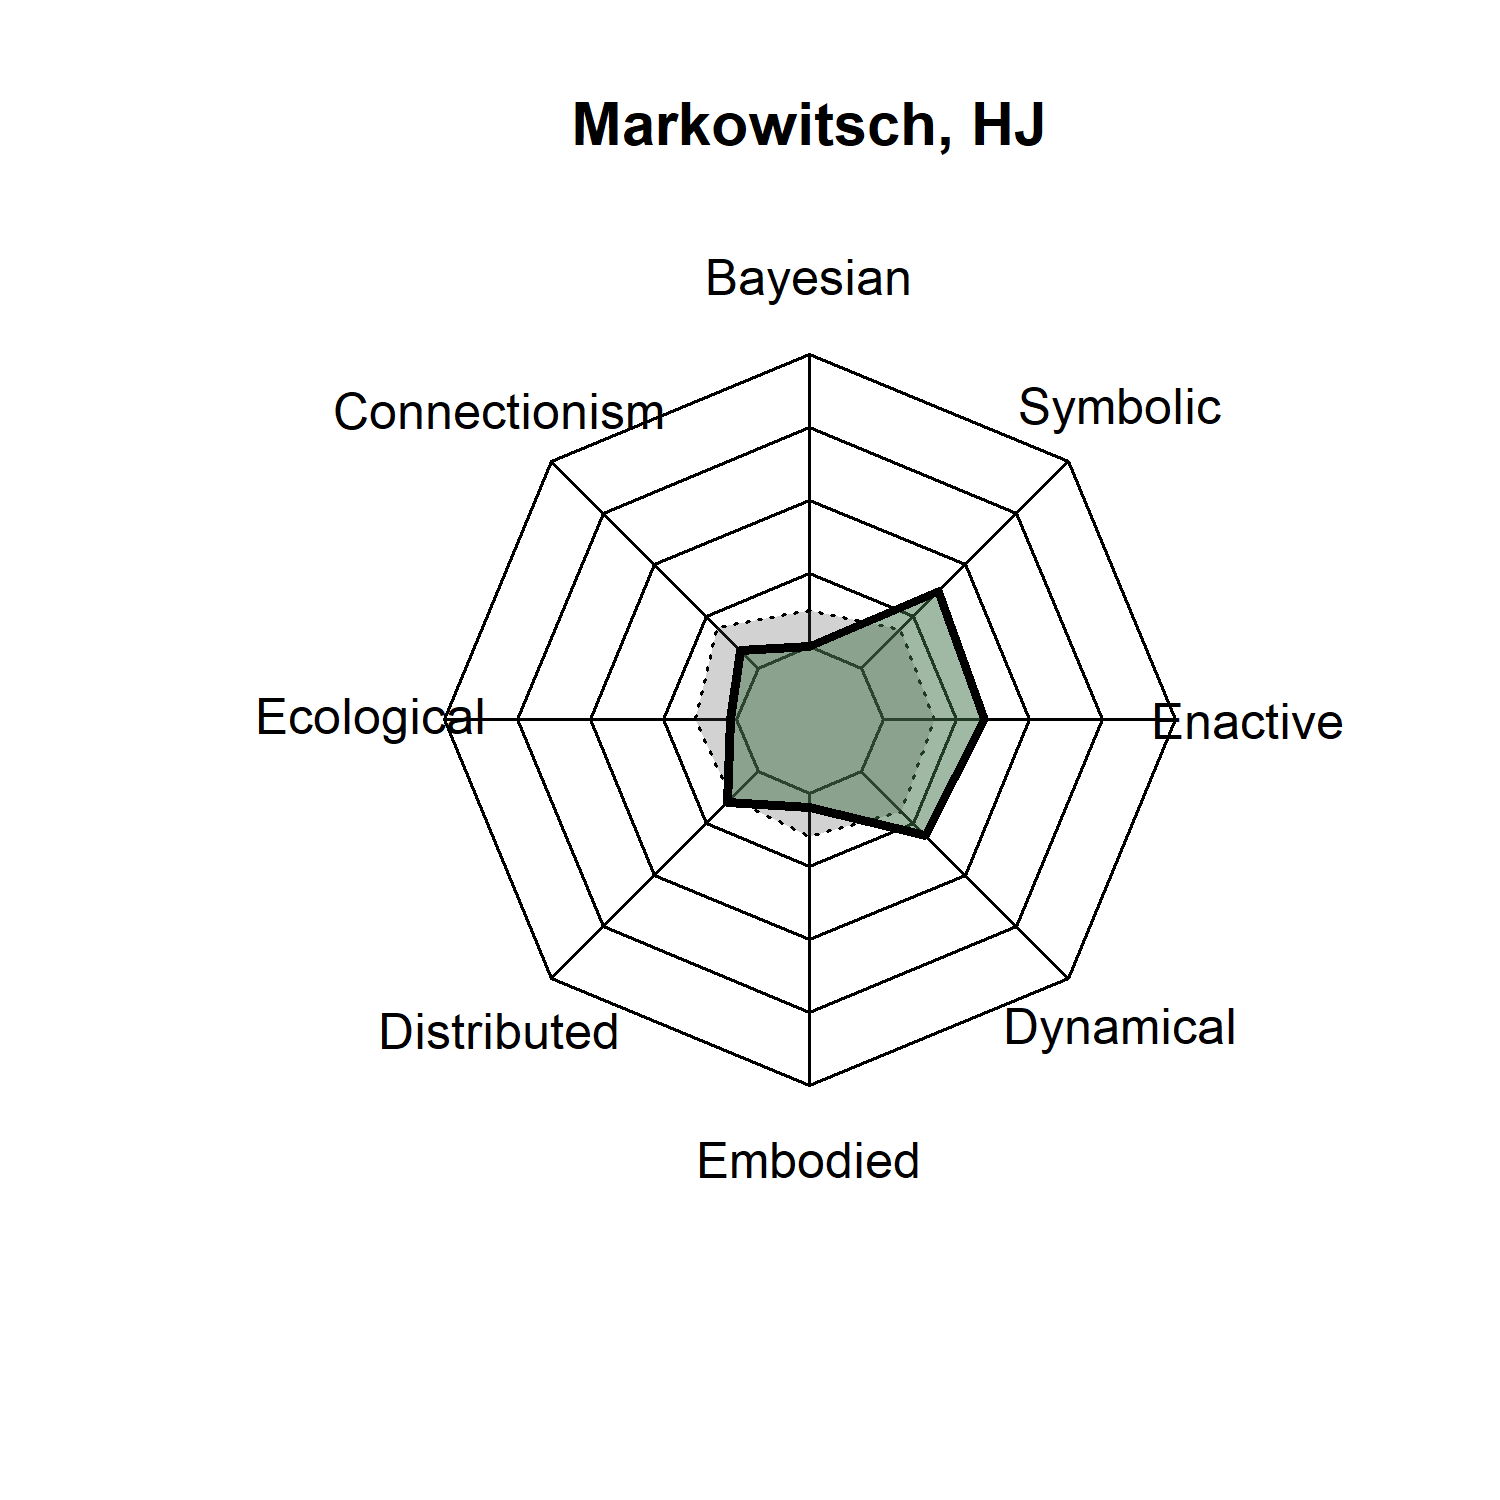 Markowitsch, HJ
Bayesian
Connectionism
Symbolic
Ecological
Enactive
Distributed
Dynamical
Embodied